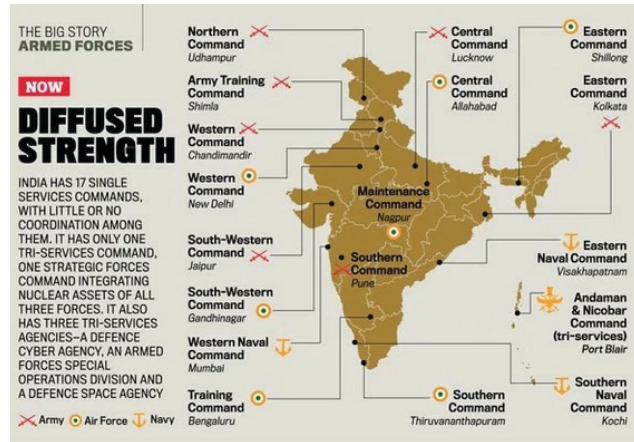 THE BIG STORY
ARMED FORCES
NOW
DIFFUSED
STRENGTH
INDIA HAS 17 SINGLE
SERVICES COMMANDS,
WITH LITTLE OR NO
COORDINATION AMONG
THEM. IT HAS ONLY ONE
TRI-SERVICES COMMAND,
ONE STRATEGIC FORCES
COMMAND INTEGRATING
NUCLEAR ASSETS OF ALL
THREE FORCES. IT ALSO
HAS THREE TRI-SERVICES
AGENCIES—A DEFENCE
CYBER AGENCY, AN ARMED
FORCES SPECIAL
OPERATIONS DIVISION AND
A DEFENCE SPACE AGENCY
Army Air Force Navy
Northern
Command
Udhampur
Army Training
Command
Shimla
Western
Command
Chandimandir
Western
Command
New Delhi
South-Western
Command
Jaipur
South-Western
Command
Gandhinagar
Western Naval
Command
Mumbai
Training
Command
Bengaluru
Central
Command
Lucknow
Central
Command
Allahabad
Maintenance
Command
Nagpur
Southern
Command
Pune
Southern
Command
Thiruvananthapuram
Eastern
Command
Shillong
Eastern
Command
Kolkata
Eastern
Naval Command
Visakhapatnam
Andaman
& Nicobar
Command
(tri-services)
Port Blair
Southern
Naval
Command
Kochi